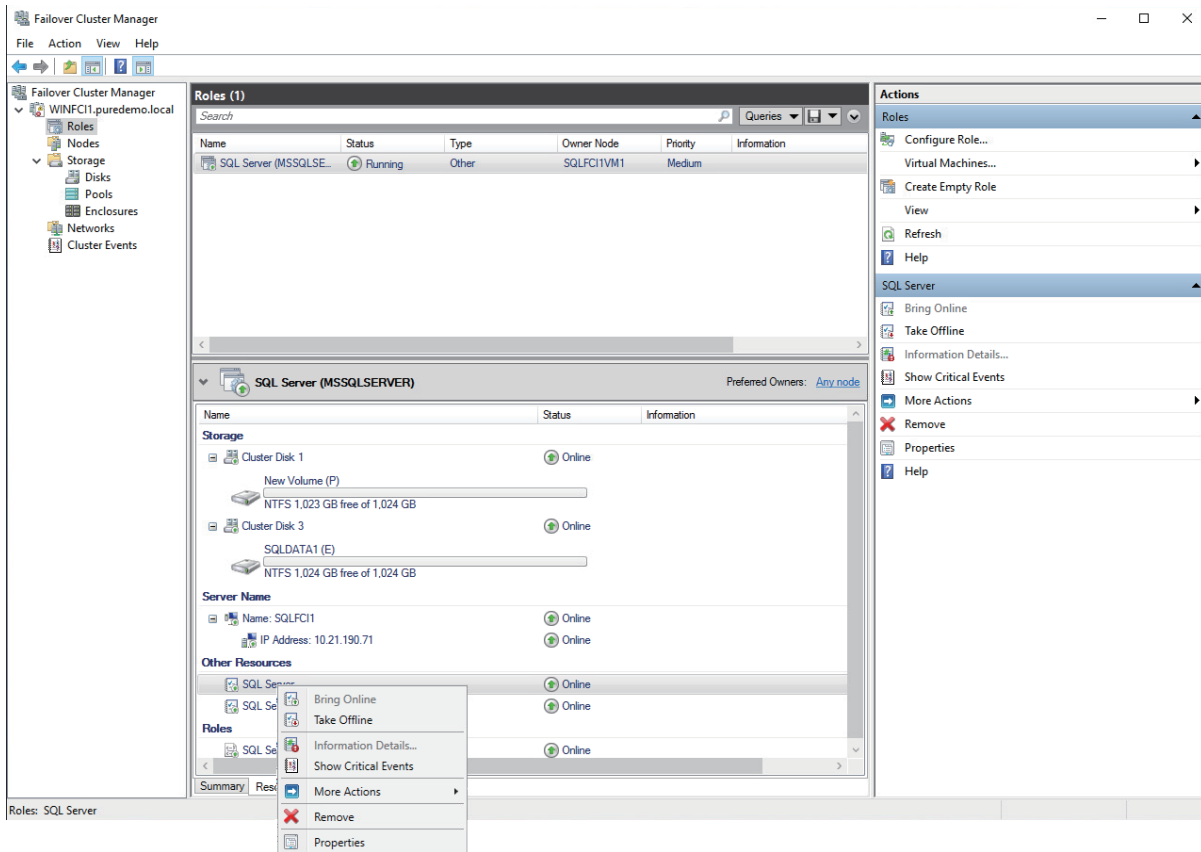 Failover Cluster Manager
File Action View Help
Failover Cluster Manager
WINFCI1.puredemo.local
Roles
Nodes
Storage
Disks
Pools
Enclosures
Networks
Cluster Events
Roles (1)
Search
Queries
Name Status Type Owner Node Priority Information
SQL Server (MSSQLSE... Running Other SQLFCI1VM1 Medium
SQL Server (MSSQLSERVER)
Preferred Owners: Any node
Name Status Information
Storage
Cluster Disk 1 Online
New Volume (P)
NTFS 1,023 GB free of 1,024 GB
Cluster Disk 3 Online
SQLDATA1 (E)
NTFS 1,024 GB free of 1,024 GB
Server Name
Name: SQLFCI1 Online
IP Address: 10.21.190.71 Online
Other Resources
SQL Server Online
SQL Se Online
Roles
SQL Se Online
Summary Reso
Bring Online
Take Offline
Information Details...
Show Critical Events
More Actions
Remove
Properties
Actions
Roles
Configure Role...
Virtual Machines...
Create Empty Role
View
Refresh
Help
SQL Server
Bring Online
Take Offline
Information Details...
Show Critical Events
More Actions
Remove
Properties
Help
Roles: SQL Server